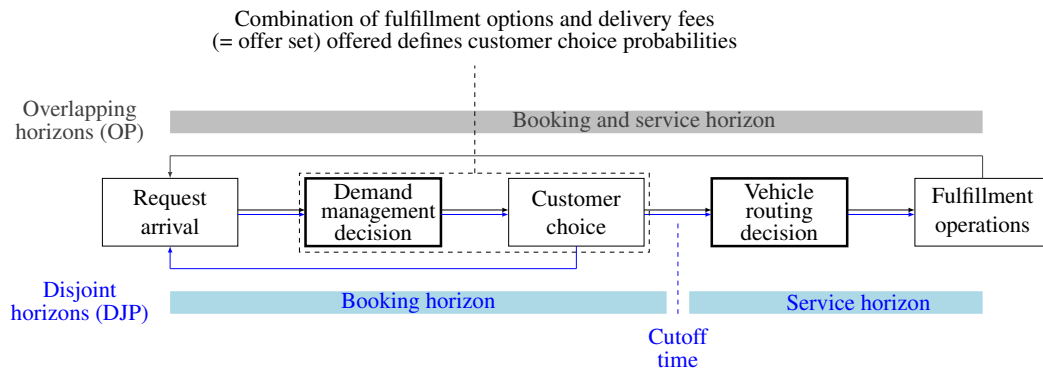 Combination of fulfillment options and delivery fees
(= offer set) offered defines customer choice probabilities
Overlapping
horizons (OP)
Booking and service horizon
Request
arrival
Demand
management
decision
Customer
choice
Vehicle
routing
decision
Fulfillment
operations
Disjoint
horizons (DJP)
Booking horizon
Service horizon
Cutoff
time